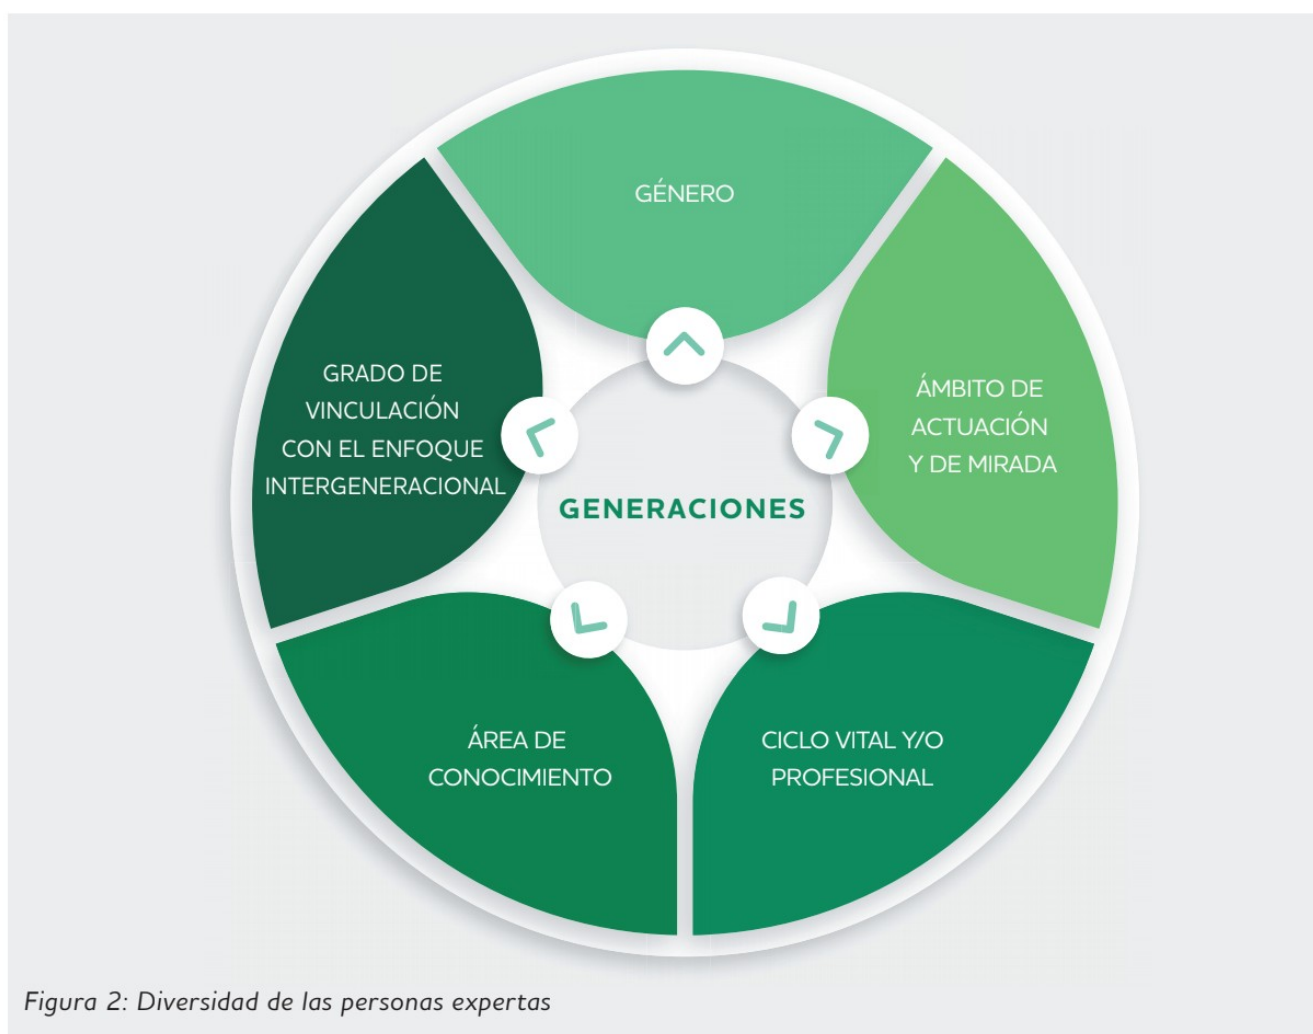 GÉNERO
GRADO DE
VINCULACIÓN
CON EL ENFOQUE
INTERGENERACIONAL
ÁMBITO DE
ACTUACIÓN
Y DE MIRADA
GENERACIONES
ÁREA DE
CONOCIMIENTO
CICLO VITAL Y/O
PROFESIONAL
Figura 2: Diversidad de las personas expertas